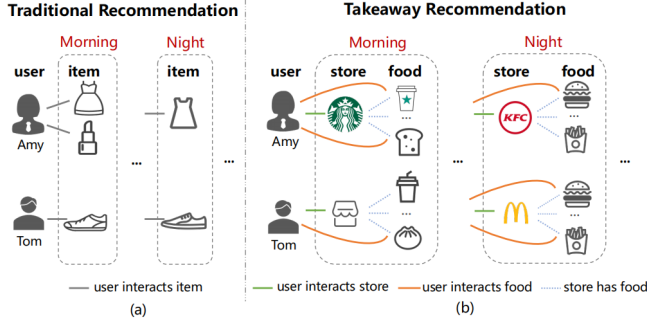 Traditional Recommendation
Morning
Night
user
item
item
Amy
...
...
Tom
user interacts item
(a)
Takeaway Recommendation
Morning
Night
user
store
food
store
food
Amy
...
KFC
...
...
...
Tom
...
...
user interacts store
user interacts food
store has food
(b)